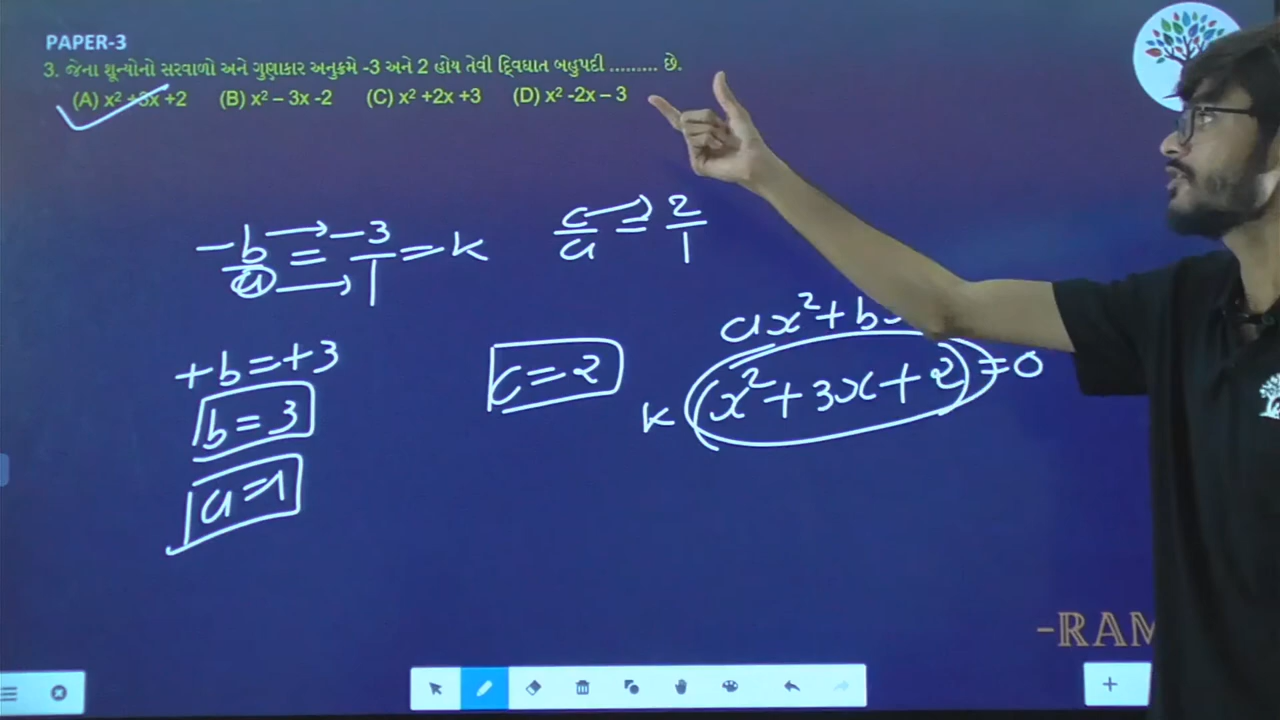 PAPER-3
3. જેના શૂન્યોનો સરવાળો અને ગુણાકાર અનુક્રમે -3 અને 2 હોય તેવી દ્વિઘાત બહુપદી ......... છે.
(A) x² +3x +2 (B) x² – 3x -2 (C) x² +2x +3 (D) x² -2x – 3
-b/a = -3/1 = k
c/a = 2/1
ax² + b
+b = +3
c = 2
k (x² + 3x + 2) = 0
b = 3
a = 1
-RAM